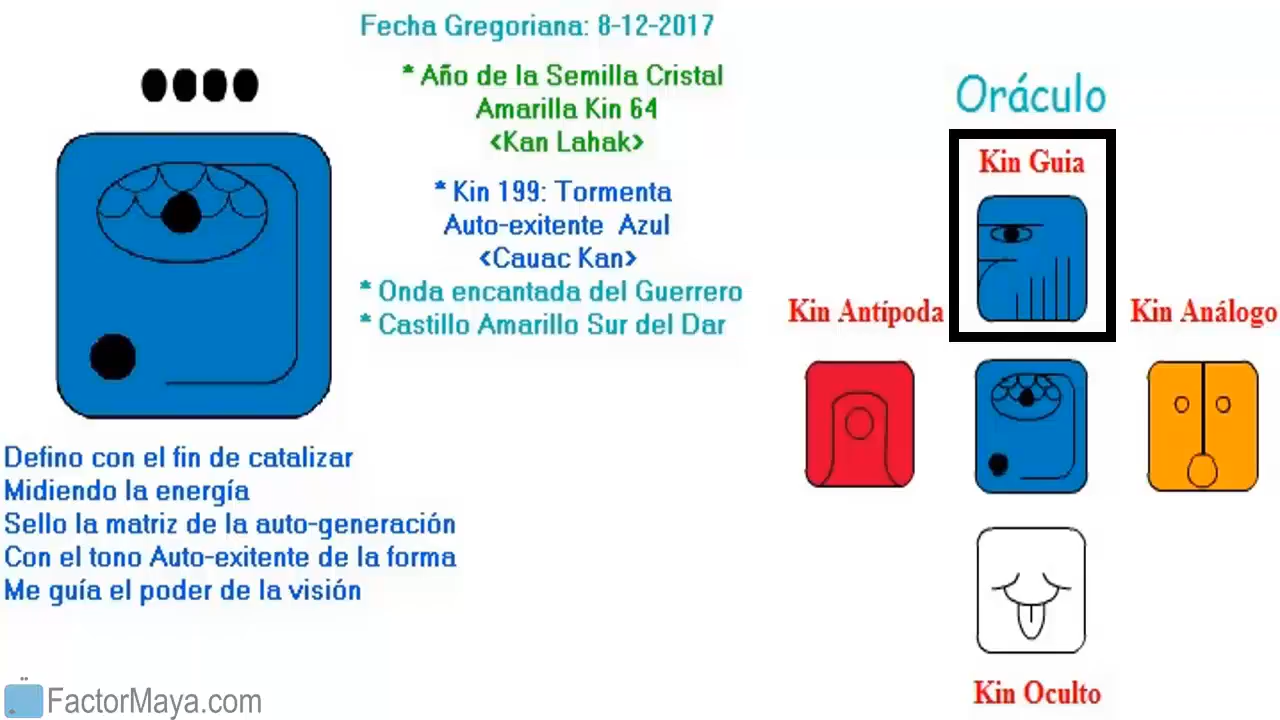 Fecha Gregoriana: 8-12-2017
* Año de la Semilla Cristal
Amarilla Kin 64
<Kan Lahak>
* Kin 199: Tormenta
Auto-exitente Azul
<Cauac Kan>
* Onda encantada del Guerrero
* Castillo Amarillo Sur del Dar
Defino con el fin de catalizar
Midiendo la energía
Sello la matriz de la auto-generación
Con el tono Auto-exitente de la forma
Me guía el poder de la visión
Oráculo
Kin Guia
Kin Antípoda
Kin Análogo
Kin Oculto
FactorMaya.com